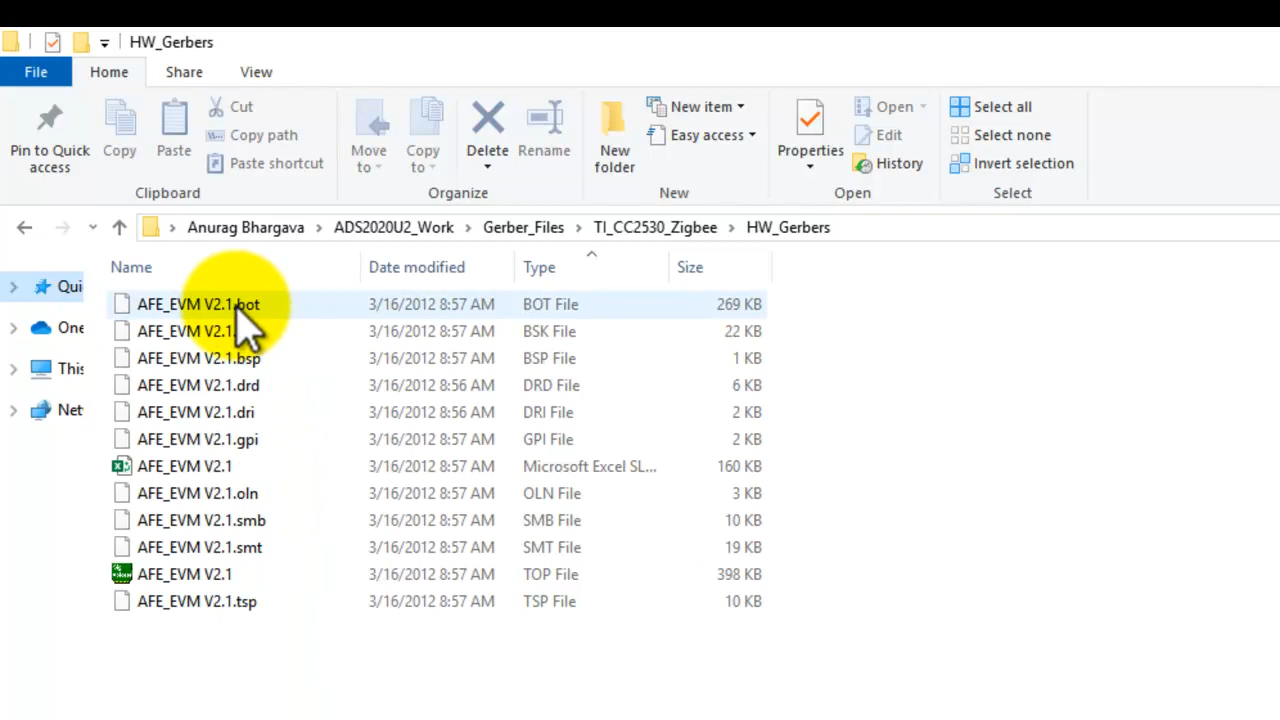 HW_Gerbers
File Home Share View
Pin to Quick access
Copy
Paste
Cut
Copy path
Paste shortcut
Clipboard
Move to
Copy to
Delete
Rename
Organize
New folder
New item
Easy access
New
Properties
Open
Edit
History
Open
Select all
Select none
Invert selection
Select
Anurag Bhargava > ADS2020U2_Work > Gerber_Files > TI_CC2530_Zigbee > HW_Gerbers
Qui
One
This
Net
Name Date modified Type Size
AFE_EVM V2.1.bot 3/16/2012 8:57 AM BOT File 269 KB
AFE_EVM V2.1. 3/16/2012 8:57 AM BSK File 22 KB
AFE_EVM V2.1.bsp 3/16/2012 8:57 AM BSP File 1 KB
AFE_EVM V2.1.drd 3/16/2012 8:56 AM DRD File 6 KB
AFE_EVM V2.1.dri 3/16/2012 8:56 AM DRI File 2 KB
AFE_EVM V2.1.gpi 3/16/2012 8:57 AM GPI File 2 KB
AFE_EVM V2.1 3/16/2012 8:57 AM Microsoft Excel SL... 160 KB
AFE_EVM V2.1.oln 3/16/2012 8:57 AM OLN File 3 KB
AFE_EVM V2.1.smb 3/16/2012 8:57 AM SMB File 10 KB
AFE_EVM V2.1.smt 3/16/2012 8:57 AM SMT File 19 KB
AFE_EVM V2.1 3/16/2012 8:57 AM TOP File 398 KB
AFE_EVM V2.1.tsp 3/16/2012 8:57 AM TSP File 10 KB